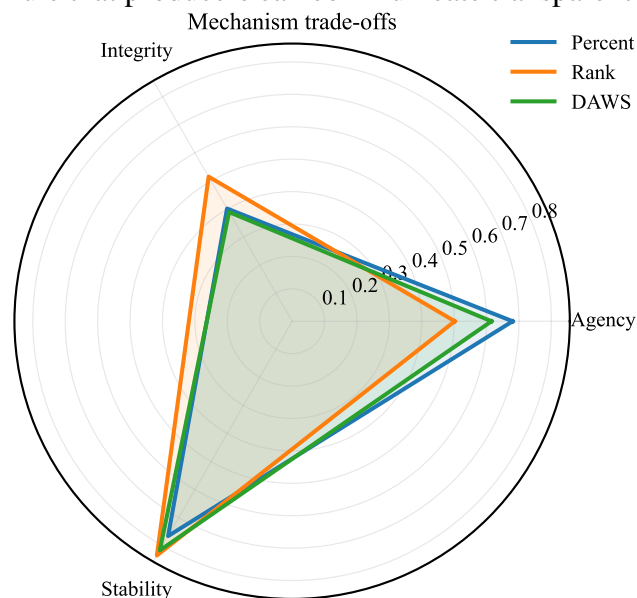 Mechanism trade-offs
Integrity
Percent
Rank
DAWS
0.8
0.7
0.6
0.5
0.4
0.3
0.2
0.1
Agency
Stability